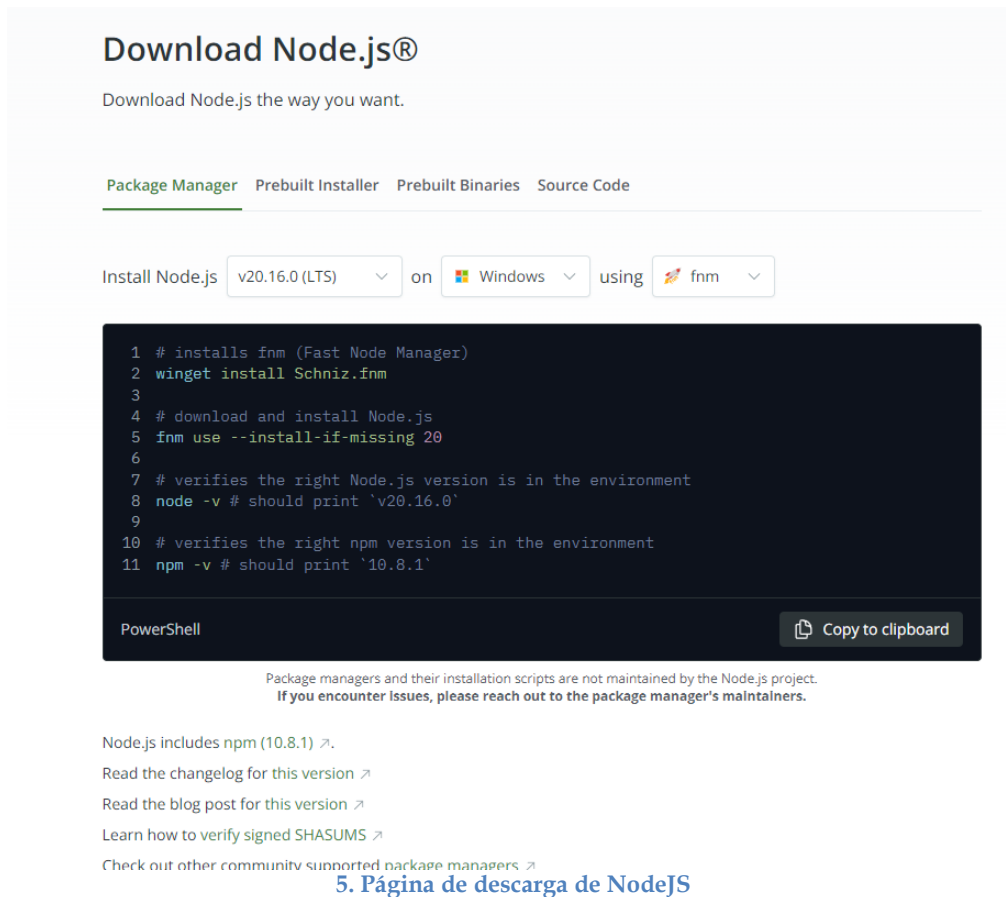 Download Node.js®
Download Node.js the way you want.
Package Manager Prebuilt Installer Prebuilt Binaries Source Code
Install Node.js v20.16.0 (LTS) on Windows using fnm
1 # installs fnm (Fast Node Manager)
2 winget install Schniz.fnm
3
4 # download and install Node.js
5 fnm use --install-if-missing 20
6
7 # verifies the right Node.js version is in the environment
8 node -v # should print `v20.16.0`
9
10 # verifies the right npm version is in the environment
11 npm -v # should print `10.8.1`
PowerShell Copy to clipboard
Package managers and their installation scripts are not maintained by the Node.js project.
If you encounter issues, please reach out to the package manager's maintainers.
Node.js includes npm (10.8.1) ↗.
Read the changelog for this version ↗
Read the blog post for this version ↗
Learn how to verify signed SHASUMS ↗
Check out other community supported package managers ↗
5. Página de descarga de NodeJS